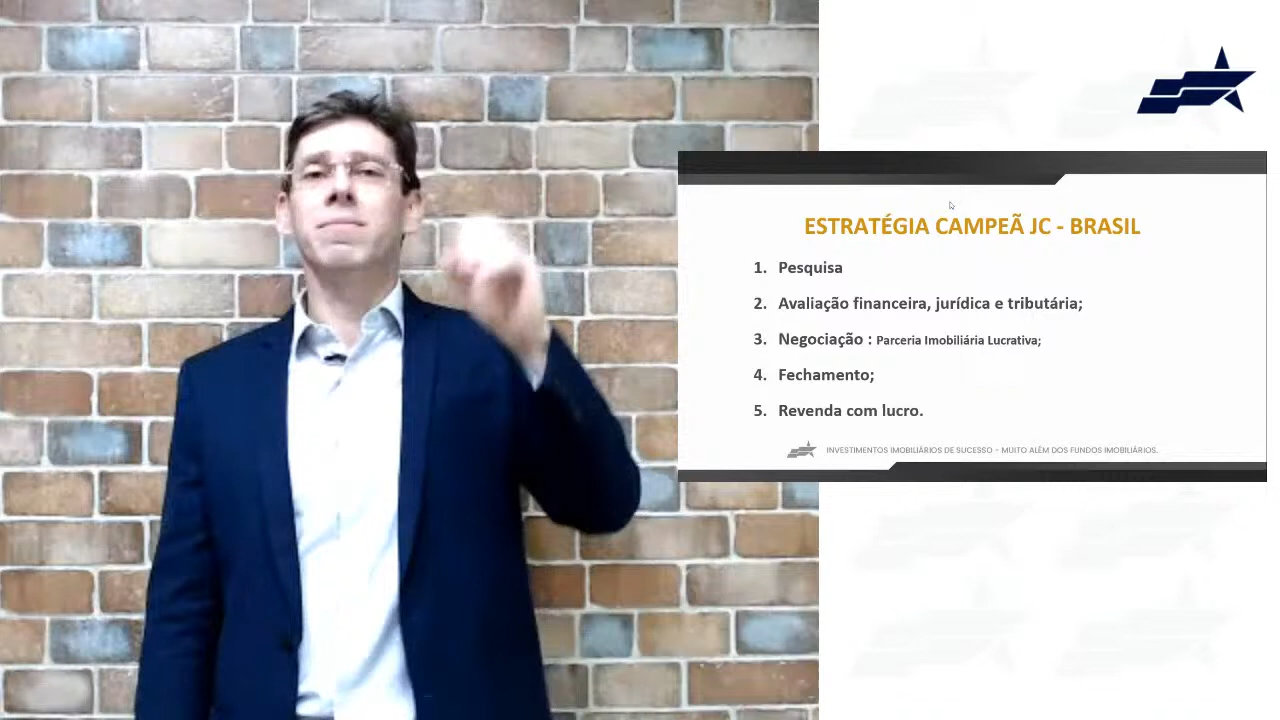 ESTRATÉGIA CAMPEÃ JC - BRASIL
1. Pesquisa
2. Avaliação financeira, jurídica e tributária;
3. Negociação : Parceria Imobiliária Lucrativa;
4. Fechamento;
5. Revenda com lucro.
INVESTIMENTOS IMOBILIÁRIOS DE SUCESSO - MUITO ALÉM DOS FUNDOS IMOBILIÁRIOS.